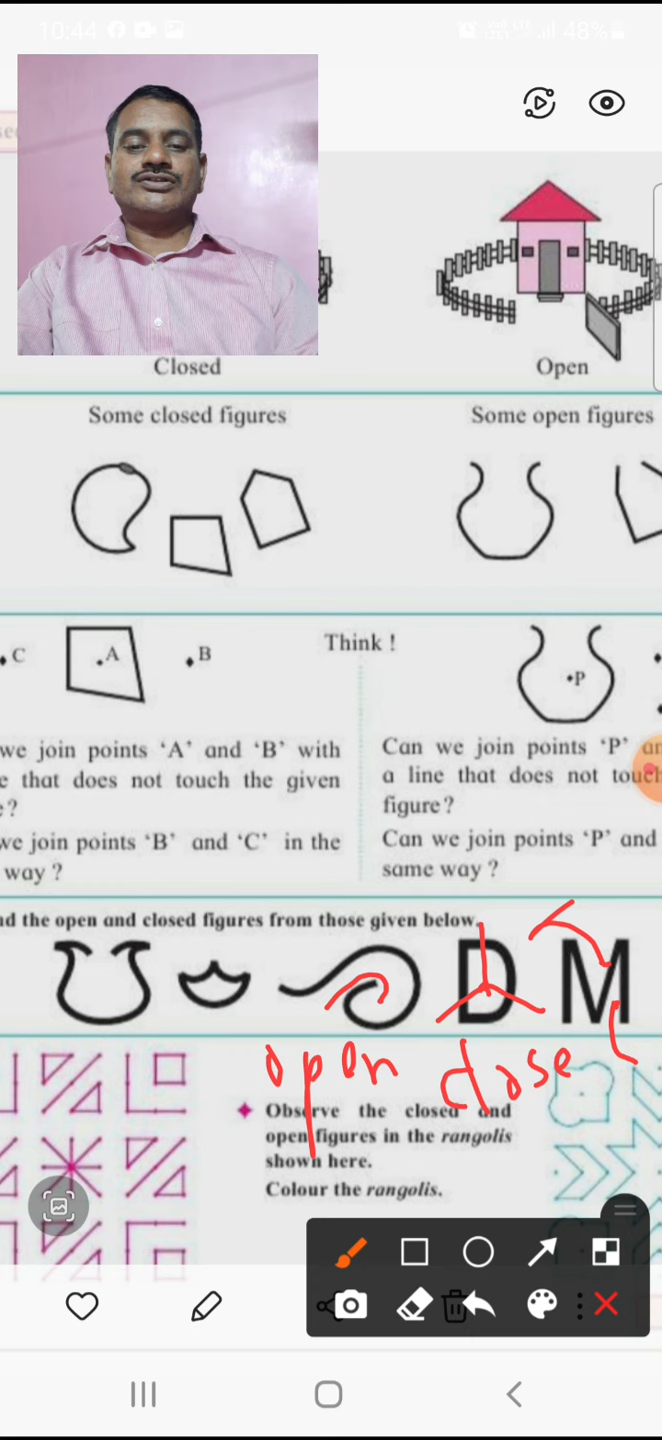 10:44
48%
Closed
Open
Some closed figures
Some open figures
C
A
B
Think !
P
we join points ‘A’ and ‘B’ with
that does not touch the given
?
we join points ‘B’ and ‘C’ in the
way ?
Can we join points ‘P’
a line that does not touch
figure?
Can we join points ‘P’ and
same way ?
the open and closed figures from those given below.
D M
open close
Observe the closed and
open figures in the rangolis
shown here.
Colour the rangolis.